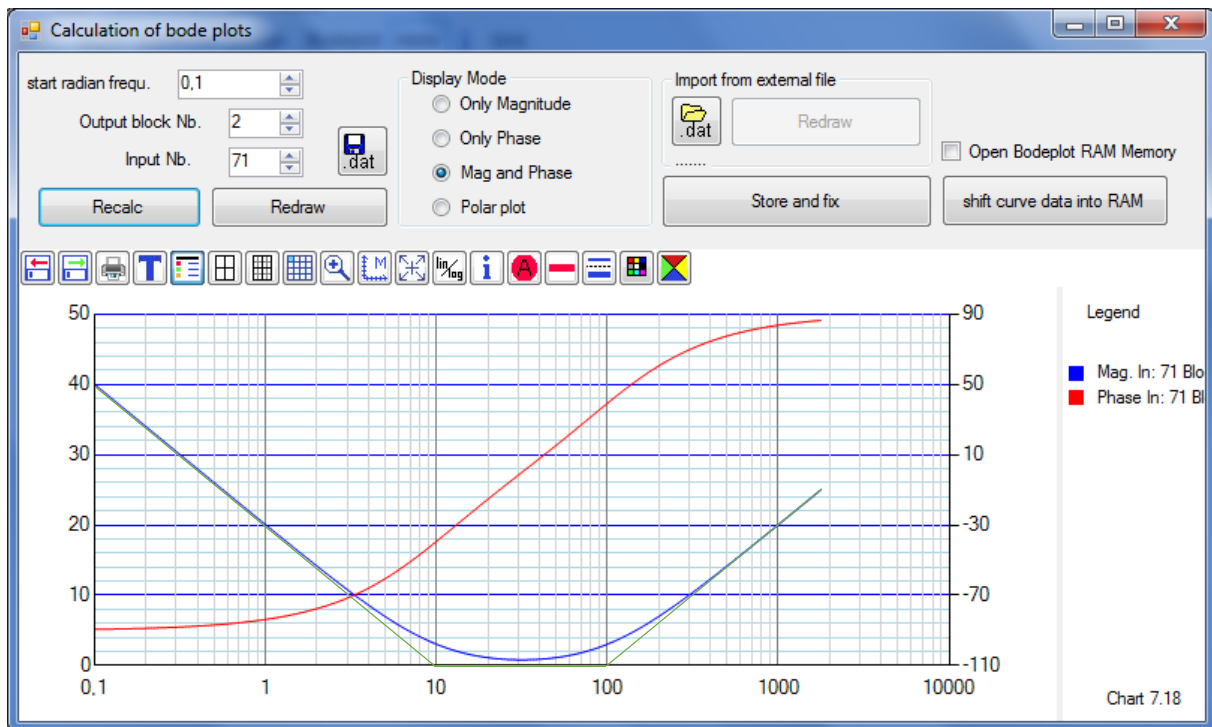 Calculation of bode plots
start radian frequ. 0,1
Output block Nb. 2
Input Nb. 71
.dat
Recalc
Redraw
Display Mode
Only Magnitude
Only Phase
Mag and Phase
Polar plot
Import from external file
.dat
Redraw
.......
Store and fix
Open Bodeplot RAM Memory
shift curve data into RAM
T
M
lin/log
i
A
50
40
30
20
10
0
90
50
10
-30
-70
-110
0,1
1
10
100
1000
10000
Legend
Mag. In: 71 Blo
Phase In: 71 Bl
Chart 7.18